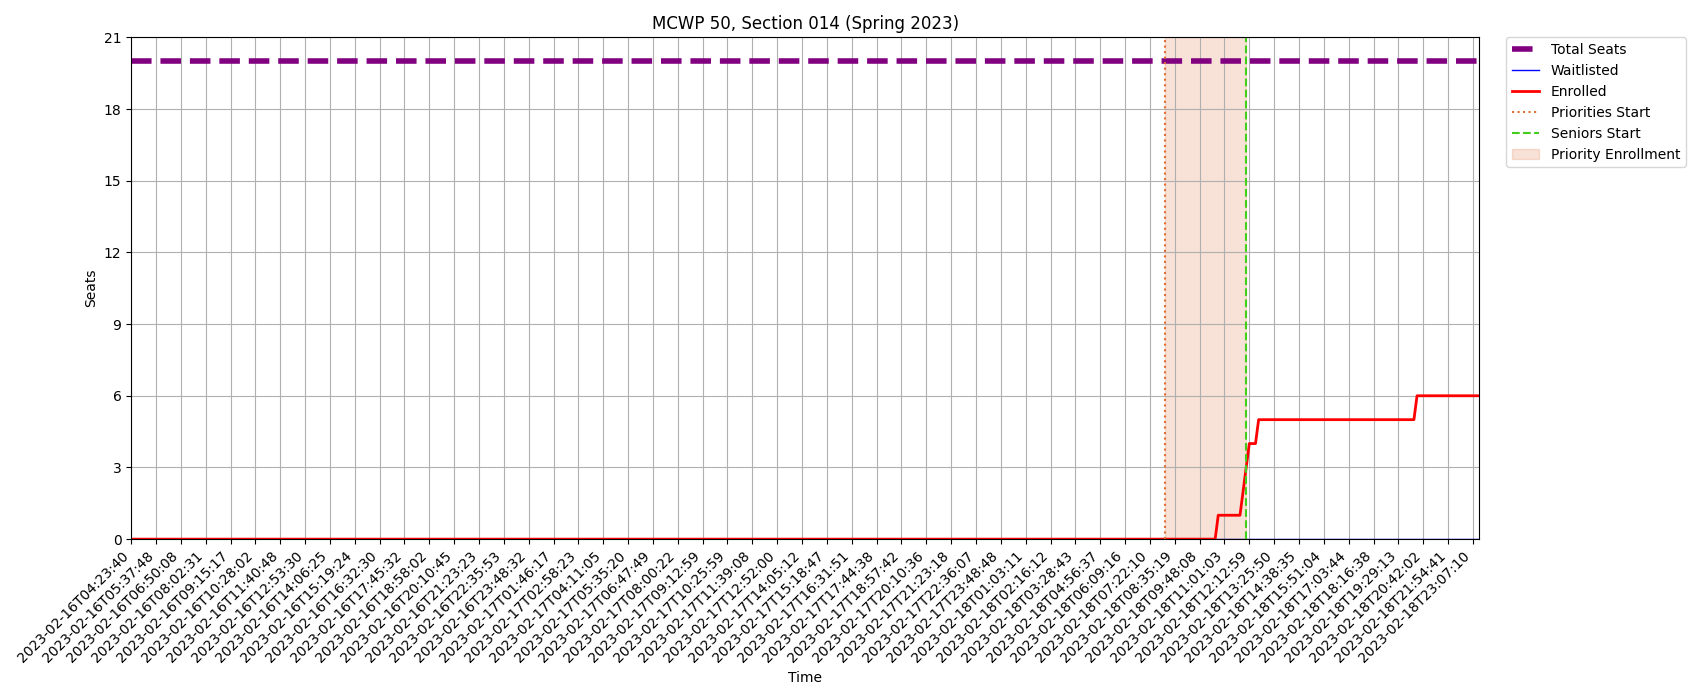 MCWP 50, Section 014 (Spring 2023)
Total Seats
Waitlisted
Enrolled
Priorities Start
Seniors Start
Priority Enrollment
Seats
21
18
15
12
9
6
3
0
2023-02-16T04:23:40
2023-02-16T05:37:48
2023-02-16T06:50:08
2023-02-16T08:02:31
2023-02-16T09:15:17
2023-02-16T10:28:02
2023-02-16T11:40:48
2023-02-16T12:53:30
2023-02-16T14:06:25
2023-02-16T15:19:24
2023-02-16T16:32:30
2023-02-16T17:45:32
2023-02-16T18:58:02
2023-02-16T20:10:45
2023-02-16T21:23:23
2023-02-16T22:35:53
2023-02-16T23:48:32
2023-02-17T01:46:17
2023-02-17T02:58:23
2023-02-17T04:11:05
2023-02-17T05:35:20
2023-02-17T06:47:49
2023-02-17T08:00:22
2023-02-17T09:12:59
2023-02-17T10:25:59
2023-02-17T11:39:08
2023-02-17T12:52:00
2023-02-17T14:05:12
2023-02-17T15:18:47
2023-02-17T16:31:51
2023-02-17T17:44:38
2023-02-17T18:57:42
2023-02-17T20:10:36
2023-02-17T21:23:18
2023-02-17T22:36:07
2023-02-17T23:48:48
2023-02-18T01:03:11
2023-02-18T02:16:12
2023-02-18T03:28:43
2023-02-18T04:56:37
2023-02-18T06:09:16
2023-02-18T07:22:10
2023-02-18T08:35:19
2023-02-18T09:48:08
2023-02-18T11:01:03
2023-02-18T12:12:59
2023-02-18T13:25:50
2023-02-18T14:38:35
2023-02-18T15:51:04
2023-02-18T17:03:44
2023-02-18T18:16:38
2023-02-18T19:29:13
2023-02-18T20:42:02
2023-02-18T21:54:41
2023-02-18T23:07:10
Time